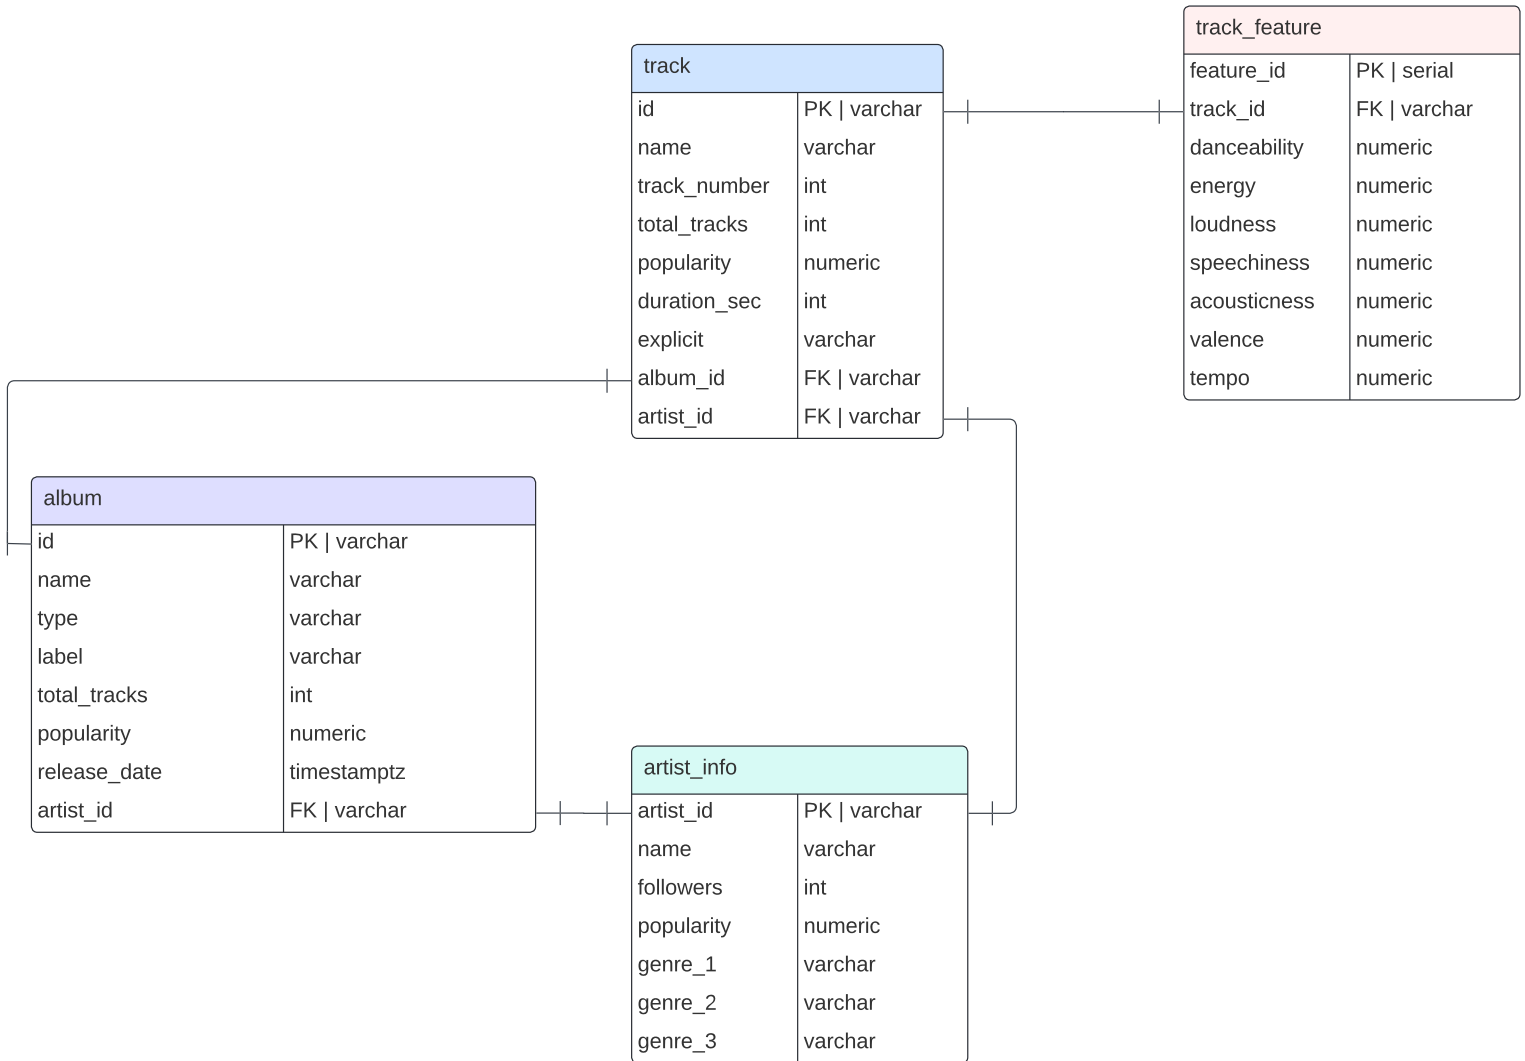 track
id PK | varchar
name varchar
track_number int
total_tracks int
popularity numeric
duration_sec int
explicit varchar
album_id FK | varchar
artist_id FK | varchar
track_feature
feature_id PK | serial
track_id FK | varchar
danceability numeric
energy numeric
loudness numeric
speechiness numeric
acousticness numeric
valence numeric
tempo numeric
album
id PK | varchar
name varchar
type varchar
label varchar
total_tracks int
popularity numeric
release_date timestamptz
artist_id FK | varchar
artist_info
artist_id PK | varchar
name varchar
followers int
popularity numeric
genre_1 varchar
genre_2 varchar
genre_3 varchar